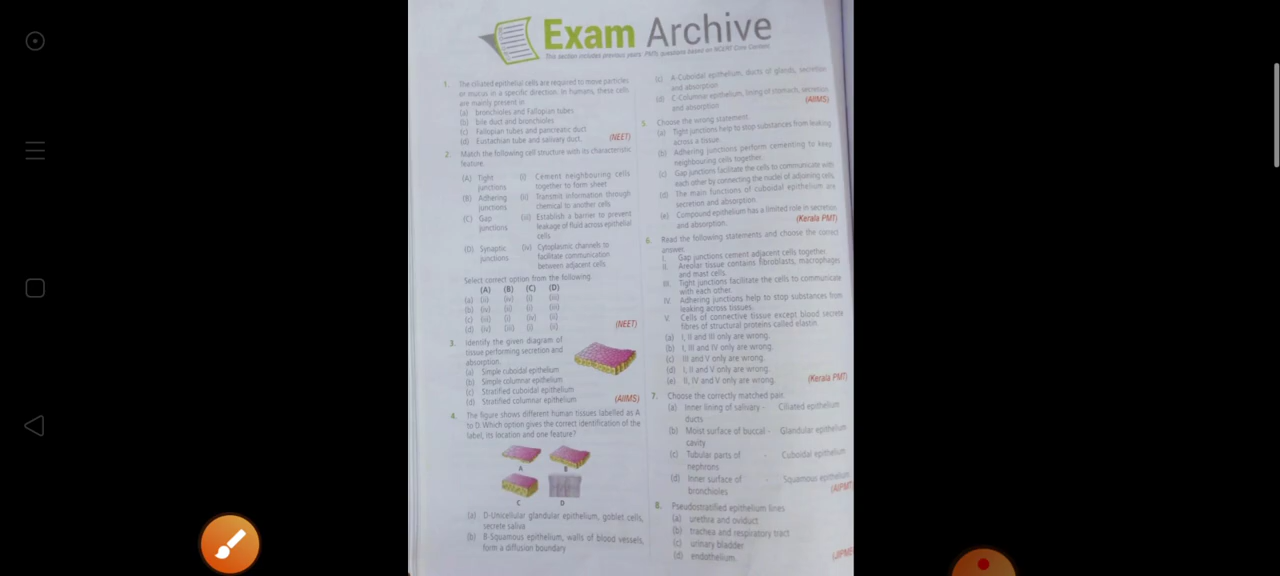 Exam Archive
This section includes previous years' PMTs questions based on NCERT Core Content
1. The ciliated epithelial cells are required to move particles
or mucus in a specific direction. In humans, these cells
are mainly present in
(a) bronchioles and Fallopian tubes
(b) bile duct and bronchioles
(c) Fallopian tubes and pancreatic duct
(d) Eustachian tube and salivary duct. (NEET)
2. Match the following cell structure with its characteristic
feature.
(A) Tight junctions (i) Cement neighbouring cells
together to form sheet
(B) Adhering junctions (ii) Transmit information through
chemical to another cells
(C) Gap junctions (iii) Establish a barrier to prevent
leakage of fluid across epithelial
cells
(D) Synaptic junctions (iv) Cytoplasmic channels to
facilitate communication
between adjacent cells
Select correct option from the following.
(A) (B) (C) (D)
(a) (ii) (iv) (i) (iii)
(b) (iv) (ii) (i) (iii)
(c) (iii) (i) (iv) (ii)
(d) (iv) (iii) (i) (ii) (NEET)
3. Identify the given diagram of
tissue performing secretion and
absorption.
(a) Simple cuboidal epithelium
(b) Simple columnar epithelium
(c) Stratified cuboidal epithelium
(d) Stratified columnar epithelium (AIIMS)
4. The figure shows different human tissues labelled as A
to D. Which option gives the correct identification of the
label, its location and one feature?
A B
C D
(a) D-Unicellular glandular epithelium, goblet cells,
secrete saliva
(b) B-Squamous epithelium, walls of blood vessels,
form a diffusion boundary
(c) A-Cuboidal epithelium, ducts of glands, secretion
and absorption
(d) C-Columnar epithelium, lining of stomach, secretion
and absorption (AIIMS)
5. Choose the wrong statement.
(a) Tight junctions help to stop substances from leaking
across a tissue.
(b) Adhering junctions perform cementing to keep
neighbouring cells together.
(c) Gap junctions facilitate the cells to communicate with
each other by connecting the nuclei of adjoining cells.
(d) The main functions of cuboidal epithelium are
secretion and absorption.
(e) Compound epithelium has a limited role in secretion
and absorption. (Kerala PMT)
6. Read the following statements and choose the correct
answer.
I. Gap junctions cement adjacent cells together.
II. Areolar tissue contains fibroblasts, macrophages
and mast cells.
III. Tight junctions facilitate the cells to communicate
with each other.
IV. Adhering junctions help to stop substances from
leaking across tissues.
V. Cells of connective tissue except blood secrete
fibres of structural proteins called elastin.
(a) I, II and III only are wrong.
(b) I, III and IV only are wrong.
(c) III and V only are wrong.
(d) I, II and V only are wrong.
(e) II, IV and V only are wrong. (Kerala PMT)
7. Choose the correctly matched pair.
(a) Inner lining of salivary - Ciliated epithelium
ducts
(b) Moist surface of buccal - Glandular epithelium
cavity
(c) Tubular parts of - Cuboidal epithelium
nephrons
(d) Inner surface of - Squamous epithelium
bronchioles (AIPMT
8. Pseudostratified epithelium lines
(a) urethra and oviduct
(b) trachea and respiratory tract
(c) urinary bladder
(d) endothelium.